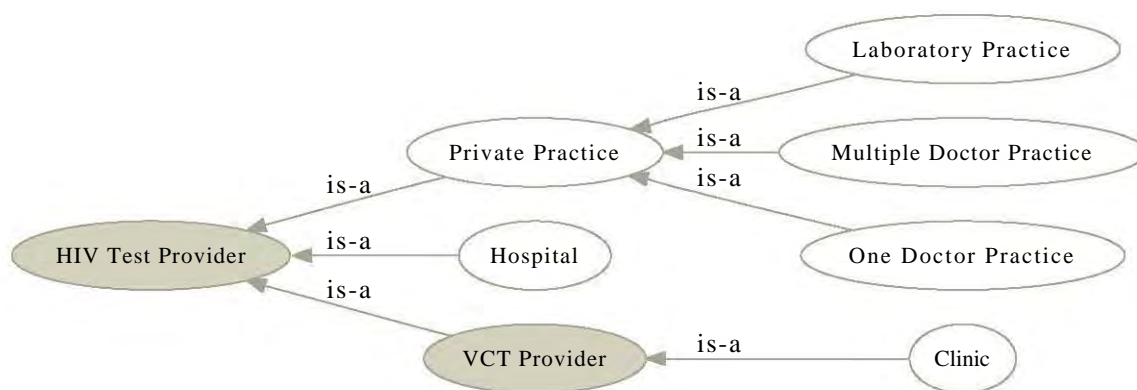 Laboratory Practice
is-a
Private Practice
is-a
Multiple Doctor Practice
is-a
is-a
HIV Test Provider
is-a
Hospital
One Doctor Practice
is-a
VCT Provider
is-a
Clinic